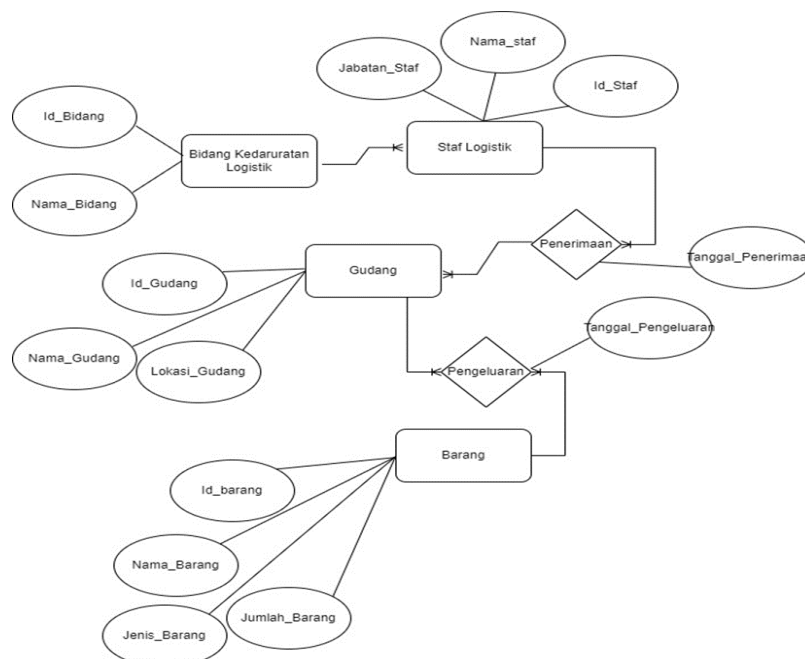 Nama_staf
Jabatan_Staf
Id_Staf
Id_Bidang
Bidang Kedaruratan
Logistik
Staf Logistik
Nama_Bidang
Penerimaan
Tanggal_Penerimaa
Gudang
Id_Gudang
Tanggal_Pengeluaran
Nama_Gudang
Lokasi_Gudang
Pengeluaran
Barang
Id_barang
Nama_Barang
Jumlah_Barang
Jenis_Barang